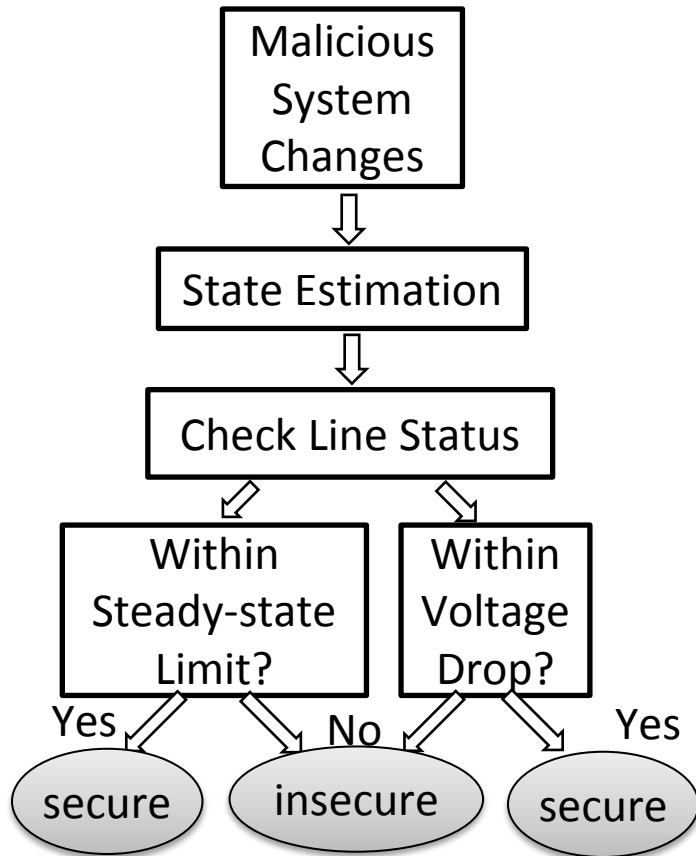 Malicious
System
Changes
State Estimation
Check Line Status
Within
Steady-state
Limit?
Within
Voltage
Drop?
Yes
No
Yes
secure
insecure
secure